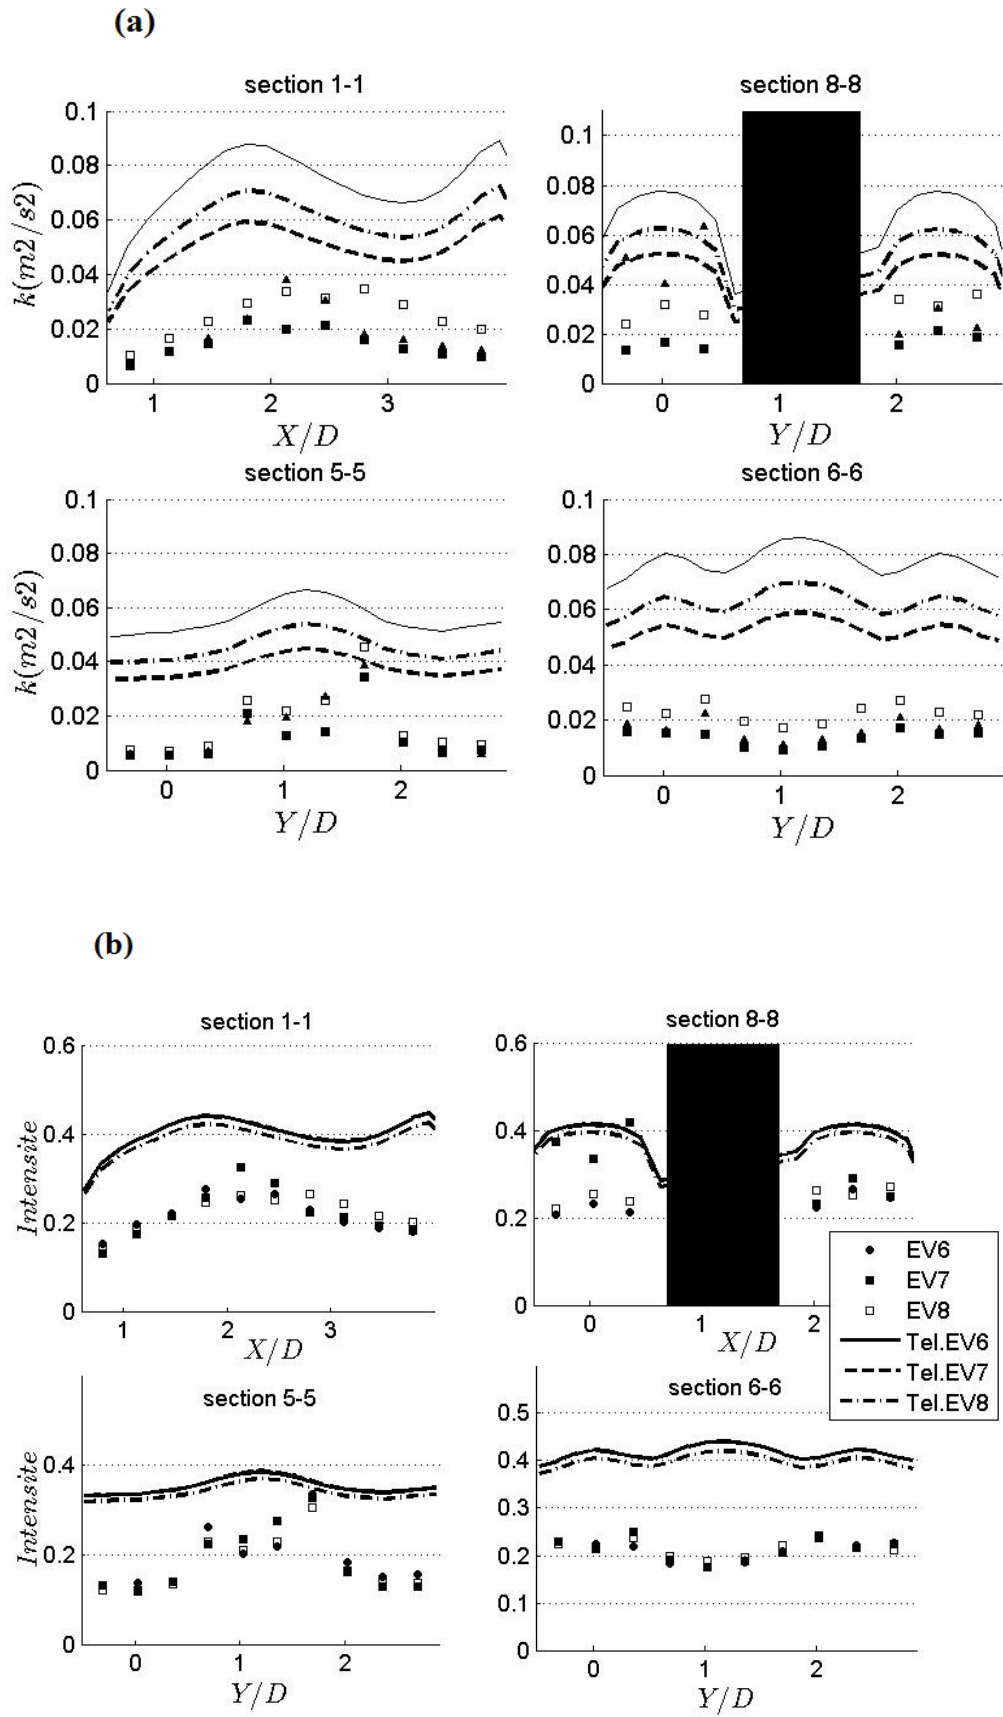 (a)
section 1-1
section 8-8
0.1
0.08
0.06
0.04
0.02
0
k(m2/s2)
1
2
3
X/D
0.1
0.08
0.06
0.04
0.02
0
0
1
2
Y/D
section 5-5
section 6-6
0.1
0.08
0.06
0.04
0.02
0
k(m2/s2)
0
1
2
Y/D
0.1
0.08
0.06
0.04
0.02
0
0
1
2
Y/D
(b)
section 1-1
section 8-8
0.6
0.4
0.2
0
Intensite
1
2
3
X/D
0.6
0.4
0.2
0
0
1
2
X/D
EV6
EV7
EV8
Tel.EV6
Tel.EV7
Tel.EV8
section 5-5
section 6-6
0.4
0.2
0
Intensite
0
1
2
Y/D
0.5
0.4
0.3
0.2
0.1
0
0
1
2
Y/D